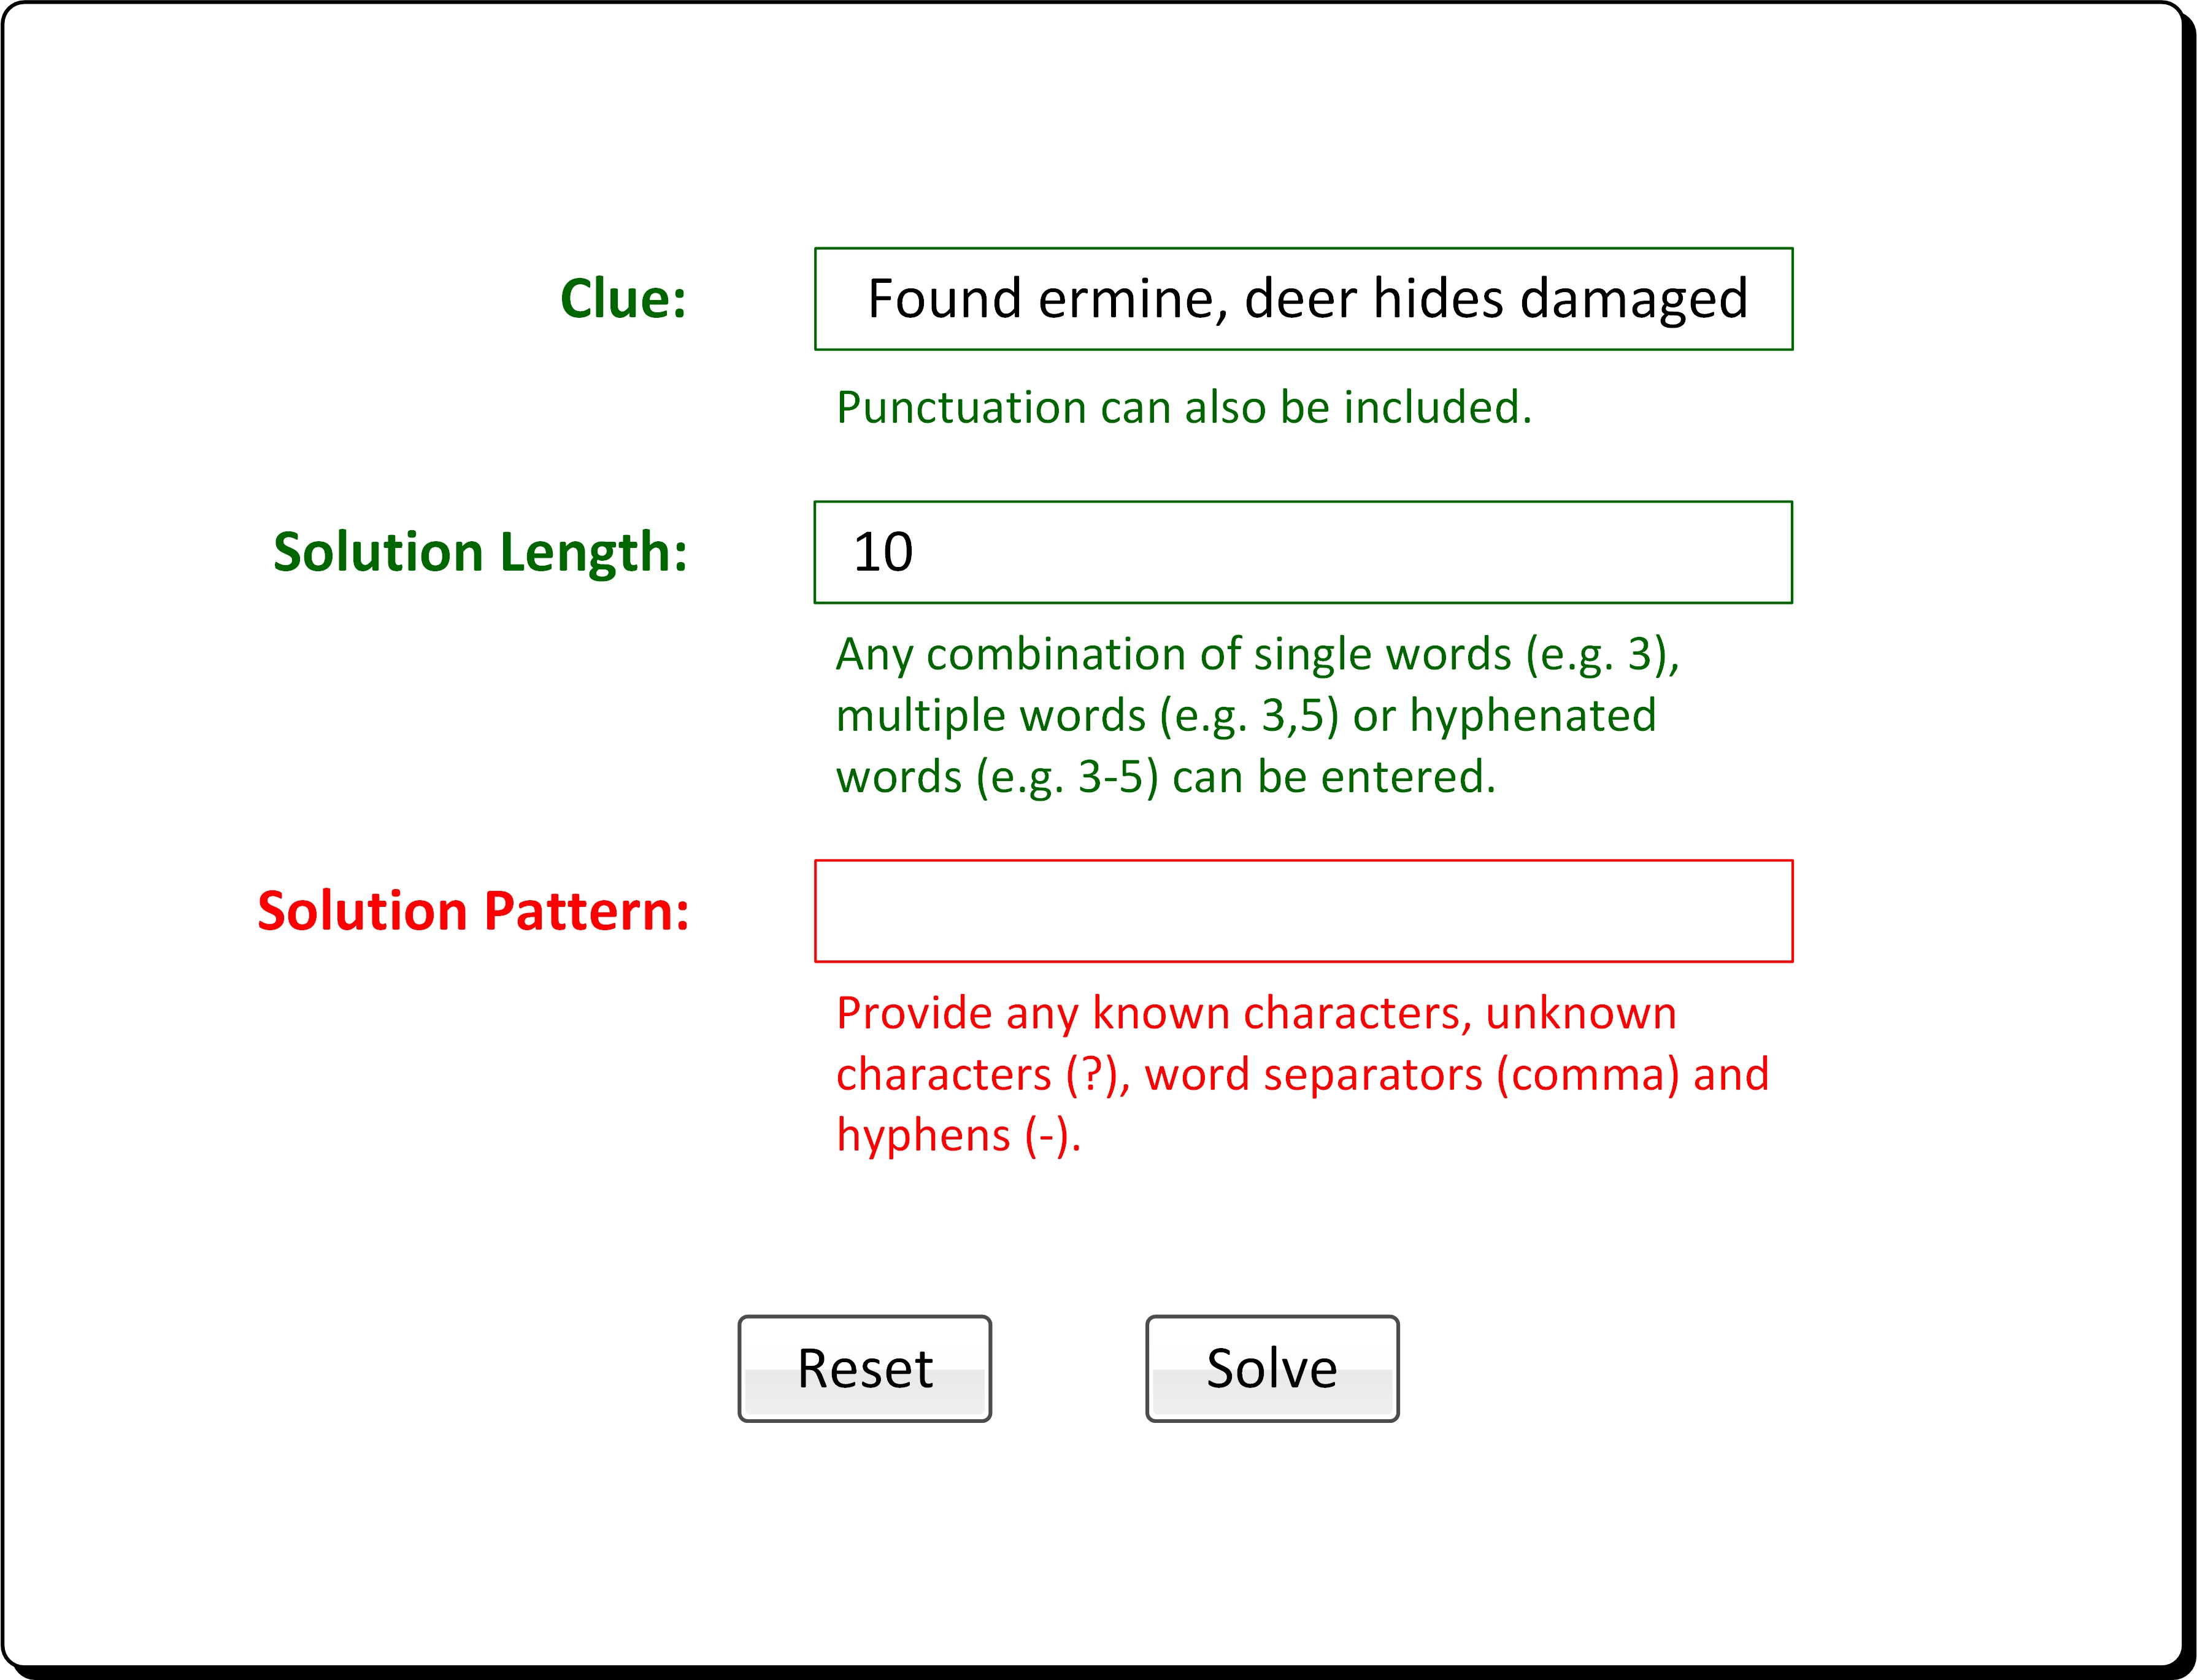 Clue:
Found ermine, deer hides damaged
Punctuation can also be included.
Solution Length:
10
Any combination of single words (e.g. 3),
multiple words (e.g. 3,5) or hyphenated
words (e.g. 3-5) can be entered.
Solution Pattern:
Provide any known characters, unknown
characters (?), word separators (comma) and
hyphens (-).
Reset
Solve